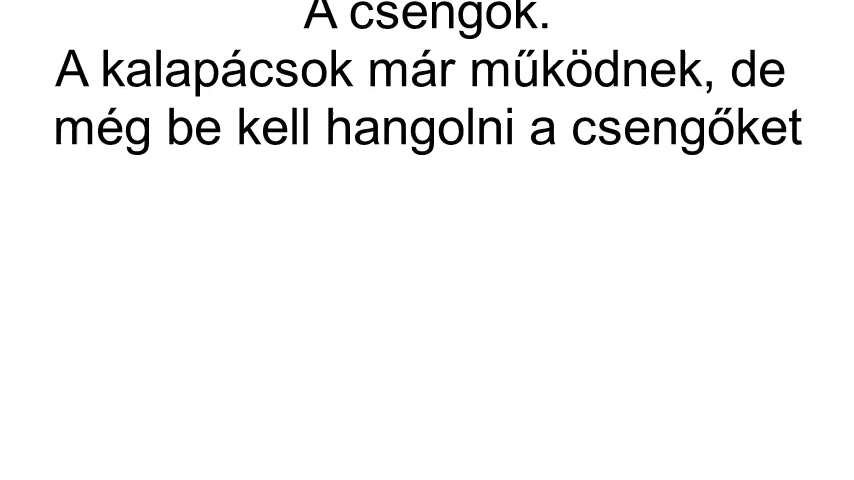 A csengők.
A kalapácsok már működnek, de
még be kell hangolni a csengőket